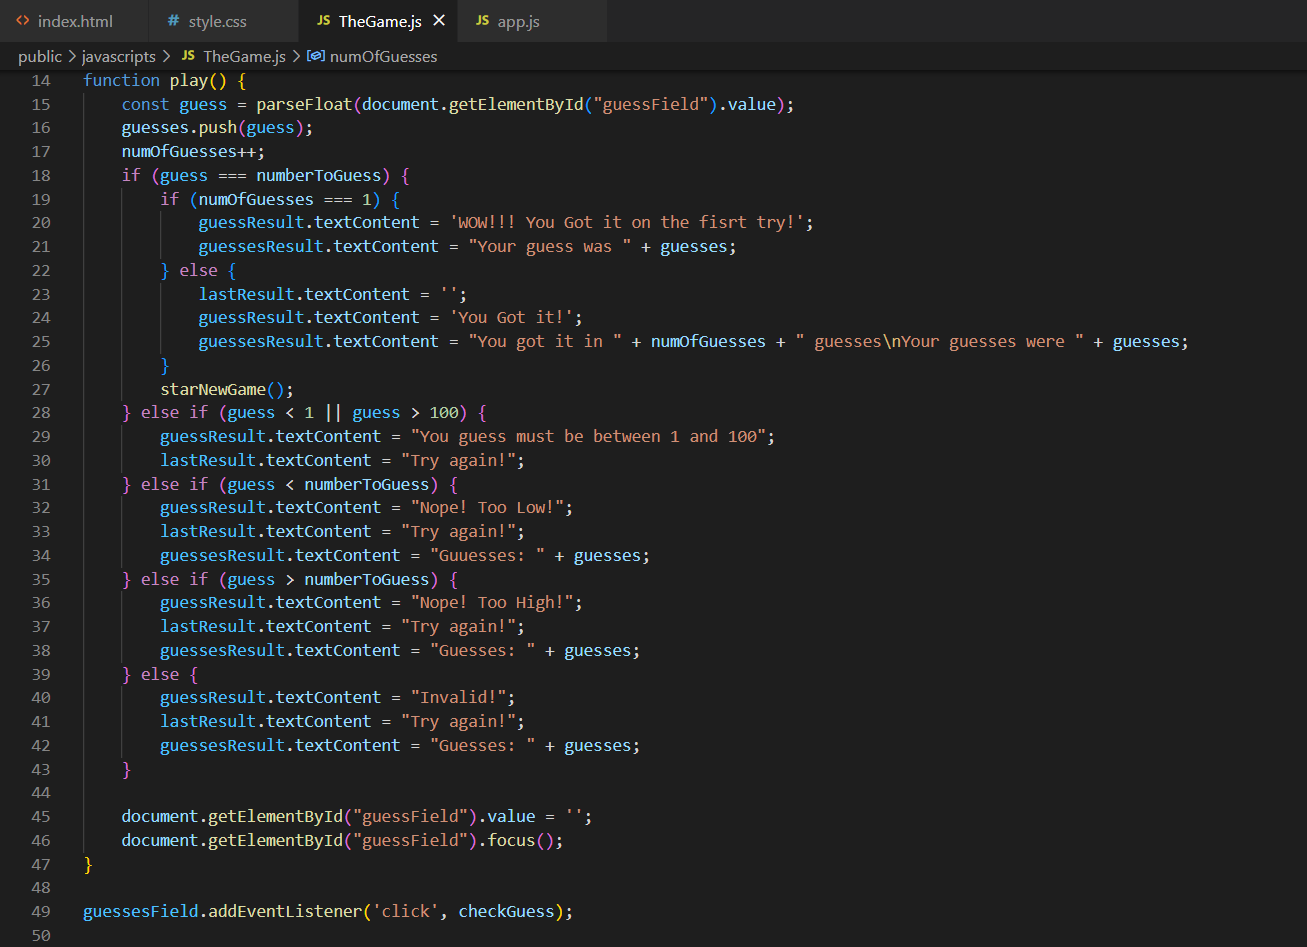 <> index.html # style.css JS TheGame.js × JS app.js
public > javascripts > JS TheGame.js > numOfGuesses
14 function play() {
15 const guess = parseFloat(document.getElementById("guessField").value);
16 guesses.push(guess);
17 numOfGuesses++;
18 if (guess === numberToGuess) {
19 if (numOfGuesses === 1) {
20 guessResult.textContent = 'WOW!!! You Got it on the fisrt try!';
21 guessesResult.textContent = "Your guess was " + guesses;
22 } else {
23 lastResult.textContent = '';
24 guessResult.textContent = 'You Got it!';
25 guessesResult.textContent = "You got it in " + numOfGuesses + " guesses\nYour guesses were " + guesses;
26 }
27 starNewGame();
28 } else if (guess < 1 || guess > 100) {
29 guessResult.textContent = "You guess must be between 1 and 100";
30 lastResult.textContent = "Try again!";
31 } else if (guess < numberToGuess) {
32 guessResult.textContent = "Nope! Too Low!";
33 lastResult.textContent = "Try again!";
34 guessesResult.textContent = "Guuesses: " + guesses;
35 } else if (guess > numberToGuess) {
36 guessResult.textContent = "Nope! Too High!";
37 lastResult.textContent = "Try again!";
38 guessesResult.textContent = "Guesses: " + guesses;
39 } else {
40 guessResult.textContent = "Invalid!";
41 lastResult.textContent = "Try again!";
42 guessesResult.textContent = "Guesses: " + guesses;
43 }
44
45 document.getElementById("guessField").value = '';
46 document.getElementById("guessField").focus();
47 }
48
49 guessesField.addEventListener('click', checkGuess);
50